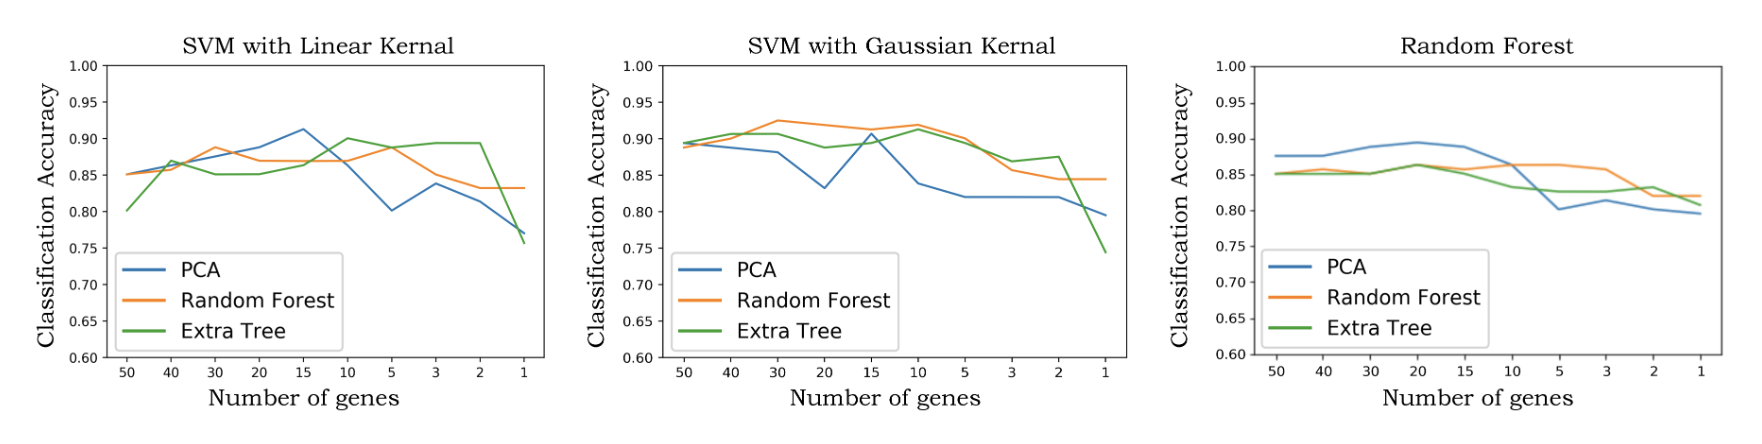 SVM with Linear Kernal
Classification Accuracy
1.00
0.95
0.90
0.85
0.80
0.75
0.70
0.65
0.60
PCA
Random Forest
Extra Tree
50 40 30 20 15 10 5 3 2 1
Number of genes
SVM with Gaussian Kernal
Classification Accuracy
1.00
0.95
0.90
0.85
0.80
0.75
0.70
0.65
0.60
PCA
Random Forest
Extra Tree
50 40 30 20 15 10 5 3 2 1
Number of genes
Random Forest
Classification Accuracy
1.00
0.95
0.90
0.85
0.80
0.75
0.70
0.65
0.60
PCA
Random Forest
Extra Tree
50 40 30 20 15 10 5 3 2 1
Number of genes